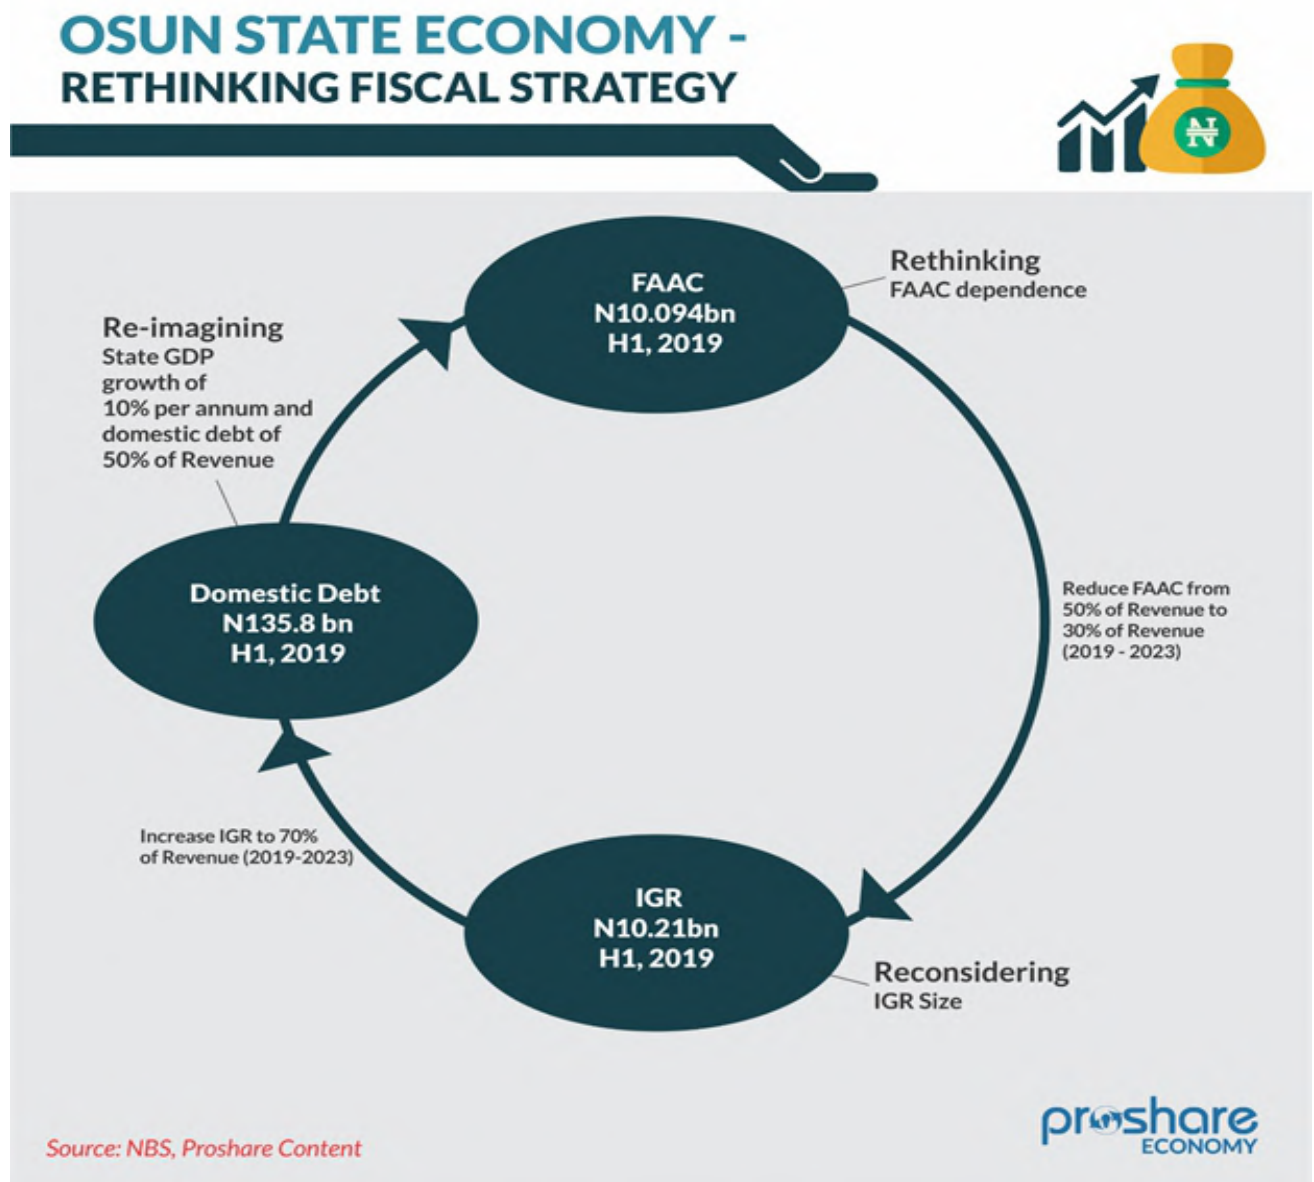 OSUN STATE ECONOMY -
RETHINKING FISCAL STRATEGY
N
FAAC
N10.094bn
H1, 2019
Rethinking
FAAC dependence
Re-imagining
State GDP
growth of
10% per annum and
domestic debt of
50% of Revenue
Domestic Debt
N135.8 bn
H1, 2019
Reduce FAAC from
50% of Revenue to
30% of Revenue
(2019 - 2023)
Increase IGR to 70%
of Revenue (2019-2023)
IGR
N10.21bn
H1, 2019
Reconsidering
IGR Size
Source: NBS, Proshare Content
proshare
ECONOMY